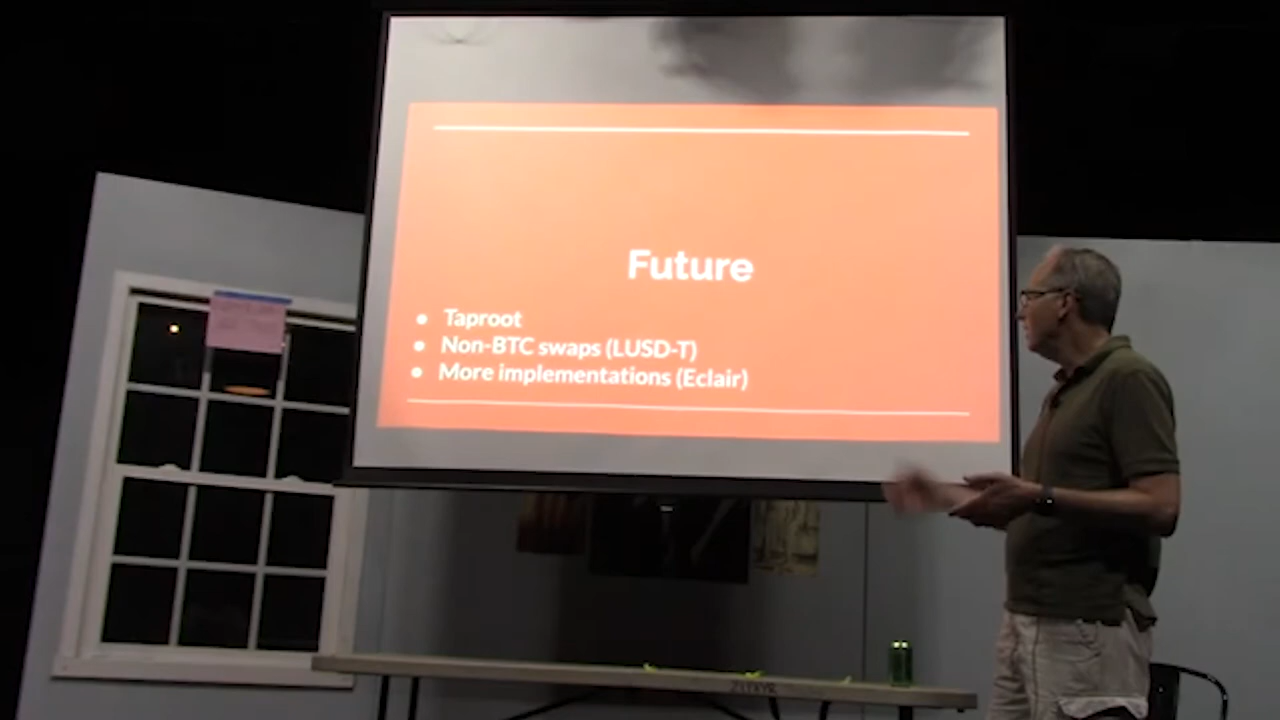 Future
Taproot
Non-BTC swaps (LUSD-T)
More implementations (Eclair)